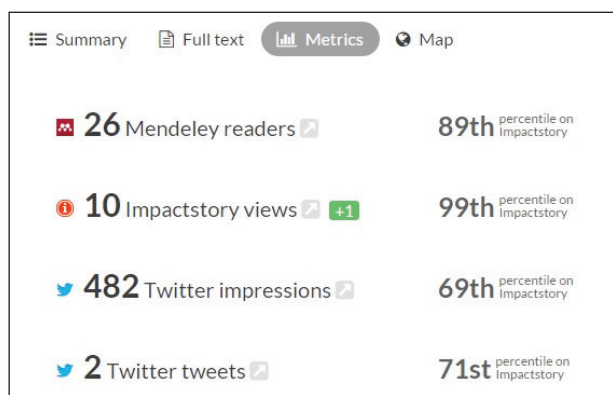 Summary Full text Metrics Map
26 Mendeley readers 89th percentile on Impactstory
10 Impactstory views +1 99th percentile on Impactstory
482 Twitter impressions 69th percentile on Impactstory
2 Twitter tweets 71st percentile on Impactstory